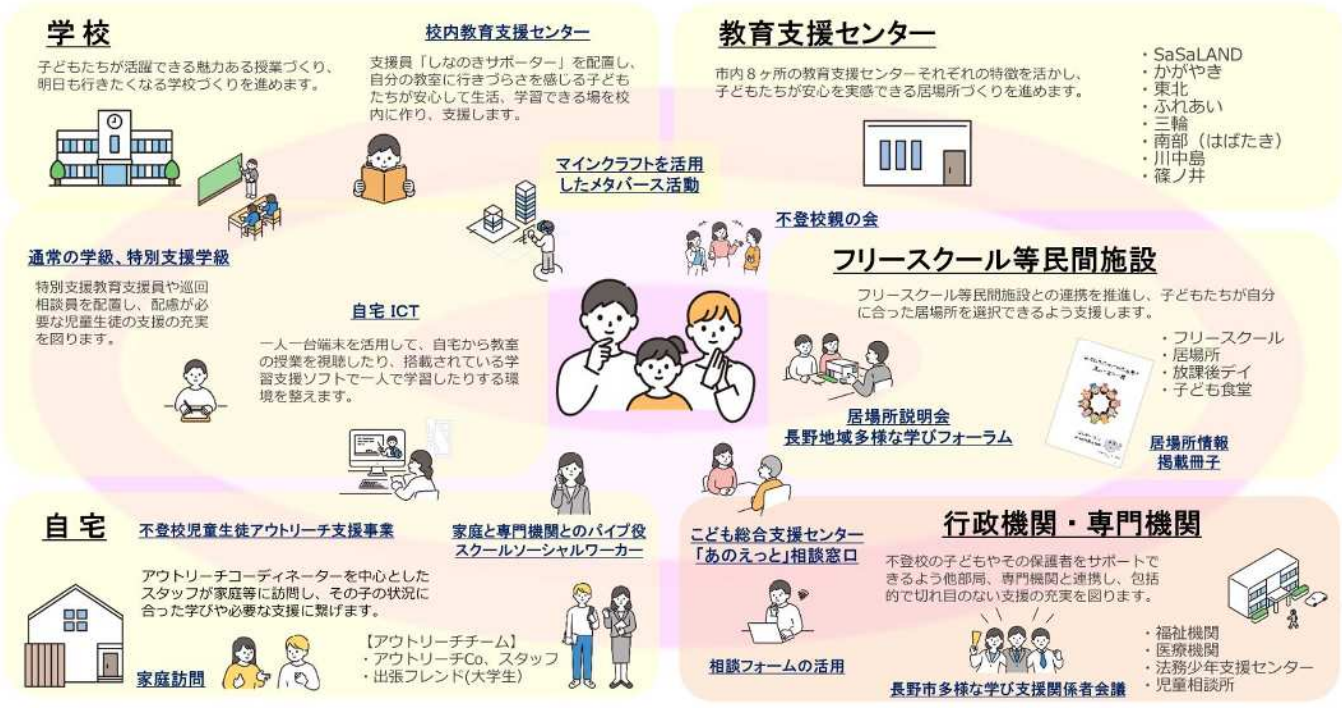 学校
子どもたちが活躍できる魅力ある授業づくり、
明日も行きたくなる学校づくりを進めます。
校内教育支援センター
支援員「しなのきサポーター」を配置し、
自分の教室に行きづらさを感じる子ども
たちが安心して生活、学習できる場を校
内に作り、支援します。
マインクラフトを活用
したメタバース活動
教育支援センター
市内８ヶ所の教育支援センターそれぞれの特徴を活かし、
子どもたちが安心を実感できる居場所づくりを進めます。
・SaSaLAND
・かがやき
・東北
・ふれあい
・三輪
・南部（はばたき）
・川中島
・篠ノ井
不登校親の会
通常の学級、特別支援学級
特別支援教育支援員や巡回
相談員を配置し、配慮が必
要な児童生徒の支援の充実
を図ります。
自宅 ICT
一人一台端末を活用して、自宅から教室
の授業を視聴したり、搭載されている学
習支援ソフトで一人で学習したりする環
境を整えます。
フリースクール等民間施設
フリースクール等民間施設との連携を推進し、子どもたちが自分
に合った居場所を選択できるよう支援します。
・フリースクール
・居場所
・放課後デイ
・子ども食堂
居場所説明会
長野地域多様な学びフォーラム
居場所情報
掲載冊子
自宅
不登校児童生徒アウトリーチ支援事業
アウトリーチコーディネーターを中心とした
スタッフが家庭等に訪問し、その子の状況に
合った学びや必要な支援に繋げます。
家庭訪問
【アウトリーチチーム】
・アウトリーチCo、スタッフ
・出張フレンド(大学生)
家庭と専門機関とのパイプ役
スクールソーシャルワーカー
こども総合支援センター
「あのえっと」相談窓口
相談フォームの活用
行政機関・専門機関
不登校の子どもやその保護者をサポートで
きるよう他部局、専門機関と連携し、包括
的で切れ目のない支援の充実を図ります。
長野市多様な学び支援関係者会議
・福祉機関
・医療機関
・法務少年支援センター
・児童相談所